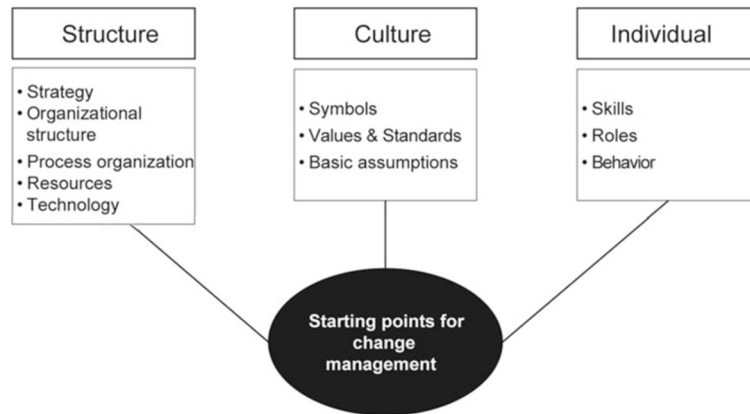 Structure
Culture
Individual
• Strategy
• Organizational
structure
• Process organization
• Resources
• Technology
• Symbols
• Values & Standards
• Basic assumptions
• Skills
• Roles
• Behavior
Starting points for
change
management